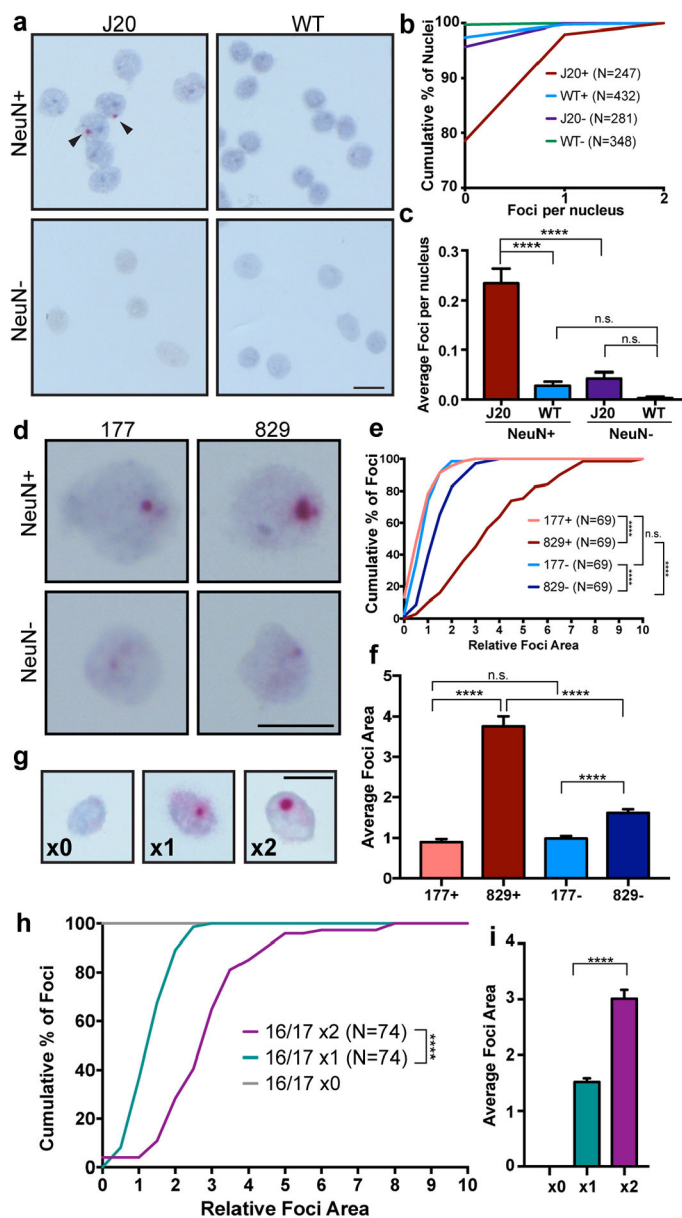 a
J20
WT
NeuN+
NeuN-
b
Cumulative % of Nuclei
100
90
80
70
0
1
2
Foci per nucleus
J20+ (N=247)
WT+ (N=432)
J20- (N=281)
WT- (N=348)
c
Average Foci per nucleus
0.3
0.2
0.1
0.0
****
****
n.s.
n.s.
J20 WT J20 WT
NeuN+ NeuN-
d
177
829
NeuN+
NeuN-
e
Cumulative % of Foci
100
80
60
40
20
0
0 1 2 3 4 5 6 7 8 9 10
Relative Foci Area
177+ (N=69)
829+ (N=69)
177- (N=69)
829- (N=69)
****
****
n.s.
****
f
Average Foci Area
5
4
3
2
1
0
n.s.
****
****
****
177+ 829+ 177- 829-
g
x0
x1
x2
h
Cumulative % of Foci
100
80
60
40
20
0
0 1 2 3 4 5 6 7 8 9 10
Relative Foci Area
16/17 x2 (N=74)
16/17 x1 (N=74)
16/17 x0
****
i
Average Foci Area
4
3
2
1
0
****
x0 x1 x2